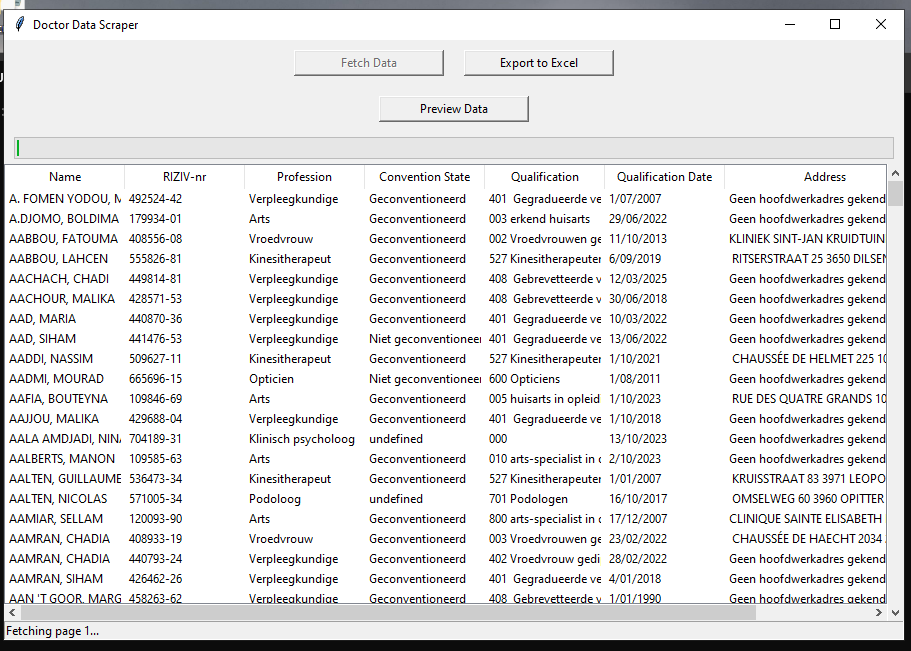 Doctor Data Scraper
Fetch Data Export to Excel
Preview Data
Name RIZIV-nr Profession Convention State Qualification Qualification Date Address
A. FOMEN YODOU, M 492524-42 Verpleegkundige Geconventioneerd 401 Gegradueerde ve 1/07/2007 Geen hoofdwerkadres gekend
A.DJOMO, BOLDIMA 179934-01 Arts Geconventioneerd 003 erkend huisarts 29/06/2022 Geen hoofdwerkadres gekend
AABBOU, FATOUMA 408556-08 Vroedvrouw Geconventioneerd 002 Vroedvrouwen ge 11/10/2013 KLINIEK SINT-JAN KRUIDTUIN
AABBOU, LAHCEN 555826-81 Kinesitherapeut Geconventioneerd 527 Kinesitherapeuten 6/09/2019 RITSERSTRAAT 25 3650 DILSEN
AACHACH, CHADI 449814-81 Verpleegkundige Geconventioneerd 408 Gebrevetteerde v 12/03/2025 Geen hoofdwerkadres gekend
AACHOUR, MALIKA 428571-53 Verpleegkundige Geconventioneerd 408 Gebrevetteerde v 30/06/2018 Geen hoofdwerkadres gekend
AAD, MARIA 440870-36 Verpleegkundige Geconventioneerd 401 Gegradueerde ve 10/03/2022 Geen hoofdwerkadres gekend
AAD, SIHAM 441476-53 Verpleegkundige Niet geconventioneer 401 Gegradueerde ve 13/06/2022 Geen hoofdwerkadres gekend
AADDI, NASSIM 509627-11 Kinesitherapeut Geconventioneerd 527 Kinesitherapeuten 1/10/2021 CHAUSSÉE DE HELMET 225 10
AADMI, MOURAD 665696-15 Opticien Niet geconventioneer 600 Opticiens 1/08/2011 Geen hoofdwerkadres gekend
AAFIA, BOUTEYNA 109846-69 Arts Geconventioneerd 005 huisarts in opleid 1/10/2023 RUE DES QUATRE GRANDS 10
AAJJOU, MALIKA 429688-04 Verpleegkundige Geconventioneerd 401 Gegradueerde ve 1/10/2018 Geen hoofdwerkadres gekend
AALA AMDJADI, NINA 704189-31 Klinisch psycholoog undefined 000 13/10/2023 Geen hoofdwerkadres gekend
AALBERTS, MANON 109585-63 Arts Geconventioneerd 010 arts-specialist in o 2/10/2023 Geen hoofdwerkadres gekend
AALTEN, GUILLAUME 536473-34 Kinesitherapeut Geconventioneerd 527 Kinesitherapeuten 1/01/2007 KRUISSTRAAT 83 3971 LEOPO
AALTEN, NICOLAS 571005-34 Podoloog undefined 701 Podologen 16/10/2017 OMSELWEG 60 3960 OPITTER
AAMIAR, SELLAM 120093-90 Arts Geconventioneerd 800 arts-specialist in o 17/12/2007 CLINIQUE SAINTE ELISABETH
AAMRAN, CHADIA 408933-19 Vroedvrouw Geconventioneerd 003 Vroedvrouwen ge 23/02/2022 CHAUSSÉE DE HAECHT 2034
AAMRAN, CHADIA 440793-24 Verpleegkundige Geconventioneerd 402 Vroedvrouw gedi 28/02/2022 Geen hoofdwerkadres gekend
AAMRAN, SIHAM 426462-26 Verpleegkundige Geconventioneerd 401 Gegradueerde ve 4/01/2018 Geen hoofdwerkadres gekend
AAN 'T GOOR, MARG 458263-62 Verpleegkundige Geconventioneerd 408 Gebrevetteerde v 1/01/1990 Geen hoofdwerkadres gekend
Fetching page 1...